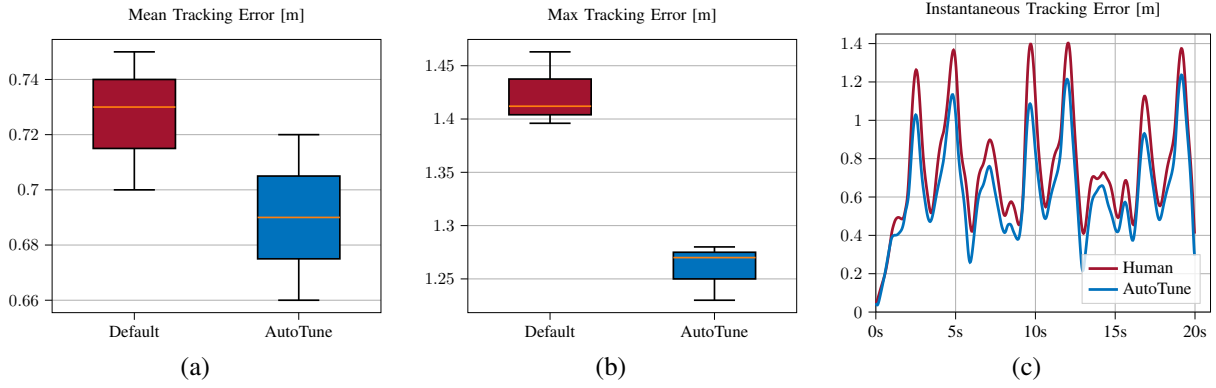 Mean Tracking Error [m]
0.74
0.72
0.7
0.68
0.66
Default
AutoTune
(a)
Max Tracking Error [m]
1.45
1.4
1.35
1.3
1.25
Default
AutoTune
(b)
Instantaneous Tracking Error [m]
1.4
1.2
1
0.8
0.6
0.4
0.2
0
Human
AutoTune
0s
5s
10s
15s
20s
(c)